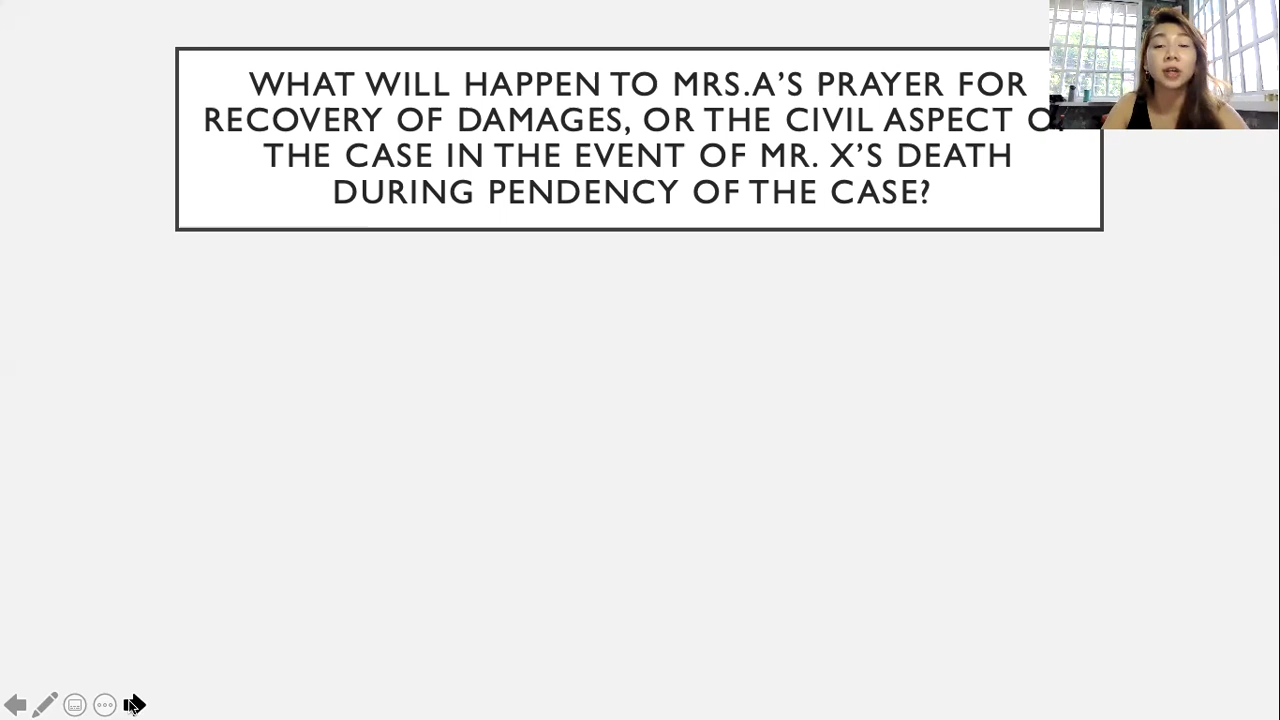 WHAT WILL HAPPEN TO MRS.A’S PRAYER FOR
RECOVERY OF DAMAGES, OR THE CIVIL ASPECT
THE CASE IN THE EVENT OF MR. X’S DEATH
DURING PENDENCY OF THE CASE?